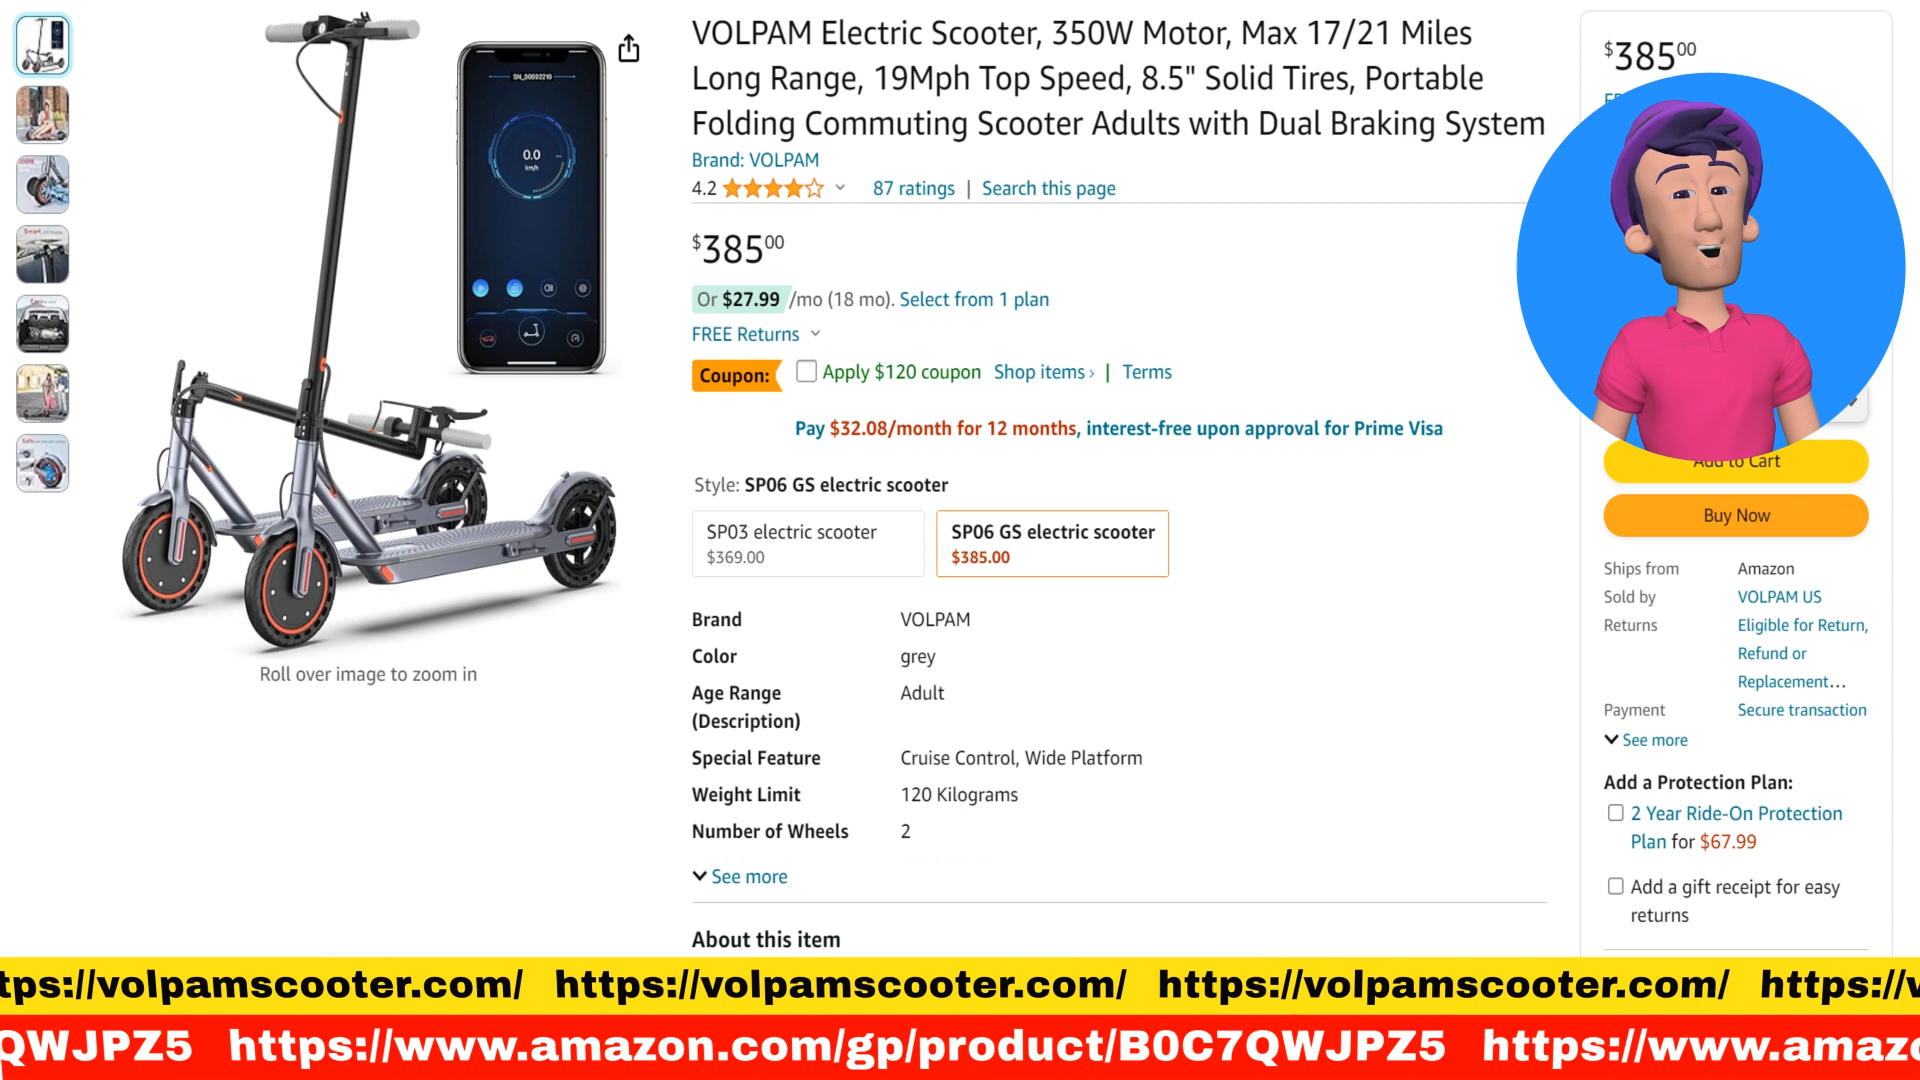 VOLPAM Electric Scooter, 350W Motor, Max 17/21 Miles
Long Range, 19Mph Top Speed, 8.5" Solid Tires, Portable
Folding Commuting Scooter Adults with Dual Braking System
Brand: VOLPAM
4.2 87 ratings | Search this page
$38500
Or $27.99 /mo (18 mo). Select from 1 plan
FREE Returns
Coupon: Apply $120 coupon Shop items › | Terms
Pay $32.08/month for 12 months, interest-free upon approval for Prime Visa
Style: SP06 GS electric scooter
SP03 electric scooter
$369.00
SP06 GS electric scooter
$385.00
Brand VOLPAM
Color grey
Age Range Adult
(Description)
Special Feature Cruise Control, Wide Platform
Weight Limit 120 Kilograms
Number of Wheels 2
See more
About this item
SN_00692210
0.0
km/h
Roll over image to zoom in
$38500
Add to Cart
Buy Now
Ships from Amazon
Sold by VOLPAM US
Returns Eligible for Return,
Refund or
Replacement...
Payment Secure transaction
See more
Add a Protection Plan:
2 Year Ride-On Protection
Plan for $67.99
Add a gift receipt for easy
returns
tps://volpamscooter.com/ https://volpamscooter.com/ https://volpamscooter.com/ https://v
QWJPZ5 https://www.amazon.com/gp/product/B0C7QWJPZ5 https://www.amazo